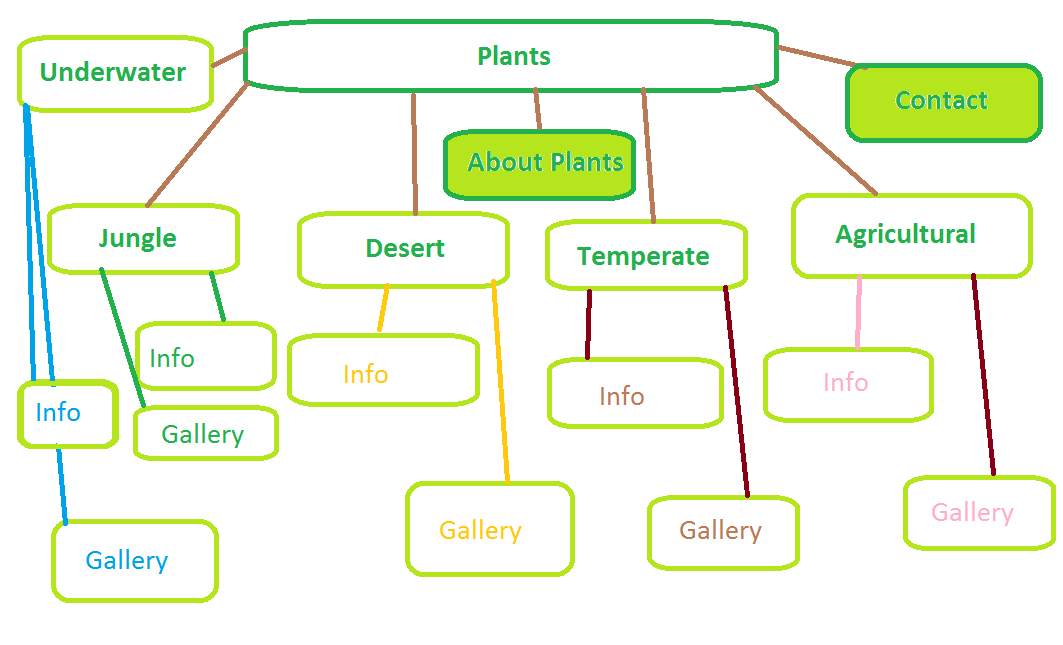 Plants
Underwater
Contact
About Plants
Jungle
Desert
Temperate
Agricultural
Info
Info
Info
Info
Info
Gallery
Gallery
Gallery
Gallery
Gallery